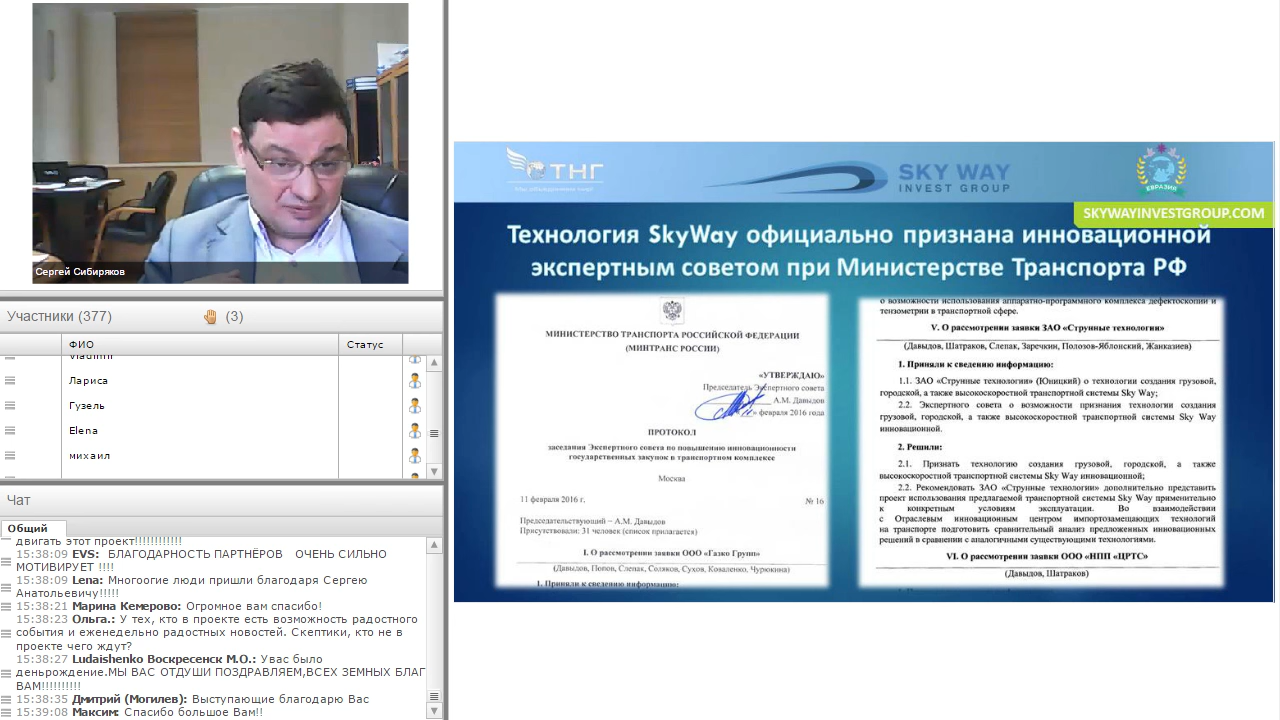 Сергей Сибиряков
Участники (377)
(3)
ФИО
Статус
Vladimir
Лариса
Гузель
Elena
михаил
Чат
Общий
двигать этот проект!!!!!!!!!!!!
15:38:09 EVS: БЛАГОДАРНОСТЬ ПАРТНЁРОВ ОЧЕНЬ СИЛЬНО
МОТИВИРУЕТ !!!!
15:38:09 Lena: Многоогие люди пришли благодаря Сергею
Анатольевичу!!!!!
15:38:21 Марина Кемерово: Огромное вам спасибо!
15:38:23 Ольга.: У тех, кто в проекте есть возможность радостного
события и еженедельно радостных новостей. Скептики, кто не в
проекте чего ждут?
15:38:27 Ludaishenko Воскресенск М.О.: Увас было
деньрождение.МЫ ВАС ОТДУШИ ПОЗДРАВЛЯЕМ,ВСЕХ ЗЕМНЫХ БЛАГ
ВАМ!!!!!!!!!!
15:38:35 Дмитрий (Могилев): Выступающие благодарю Вас
15:39:08 Максим: Спасибо большое Вам!!
ТНГ
SKY WAY
INVEST GROUP
ЕВРАЗИЯ
SKYWAYINVESTGROUP.COM
Технология SkyWay официально признана инновационной
экспертным советом при Министерстве Транспорта РФ
МИНИСТЕРСТВО ТРАНСПОРТА РОССИЙСКОЙ ФЕДЕРАЦИИ
(МИНТРАНС РОССИИ)
«УТВЕРЖДАЮ»
Председатель Экспертного совета
А.М. Давыдов
» февраля 2016 года
ПРОТОКОЛ
заседания Экспертного совета по повышению инновационности
государственных закупок в транспортном комплексе
Москва
11 февраля 2016 г. № 16
Председательствующий – А.М. Давыдов
Присутствовали: 31 человек (список прилагается)
I. О рассмотрении заявки ООО «Газко Групп»
(Давыдов, Попов, Слепак, Соляков, Сухов, Коваленко, Чурюкина)
1. Приняли к сведению информацию:
о возможности использования аппаратно-программного комплекса дефектоскопии и
тензометрии в транспортной сфере.
V. О рассмотрении заявки ЗАО «Струнные технологии»
(Давыдов, Шатраков, Слепак, Заречкин, Полозов-Яблонский, Жанказиев)
1. Приняли к сведению информацию:
1.1. ЗАО «Струнные технологии» (Юницкий) о технологии создания грузовой,
городской, а также высокоскоростной транспортной системы Sky Way;
2.2. Экспертного совета о возможности признания технологии создания
грузовой, городской, а также высокоскоростной транспортной системы Sky Way
инновационной.
2. Решили:
2.1. Признать технологию создания грузовой, городской, а также
высокоскоростной транспортной системы Sky Way инновационной;
2.2. Рекомендовать ЗАО «Струнные технологии» дополнительно представить
проект использования предлагаемой транспортной системы Sky Way применительно
к конкретным условиям эксплуатации. Во взаимодействии
с Отраслевым инновационным центром импортозамещающих технологий
на транспорте подготовить сравнительный анализ предложенных инновационных
решений в сравнении с аналогичными существующими технологиями.
VI. О рассмотрении заявки ООО «НПП «ЦРТС»
(Давыдов, Шатраков)